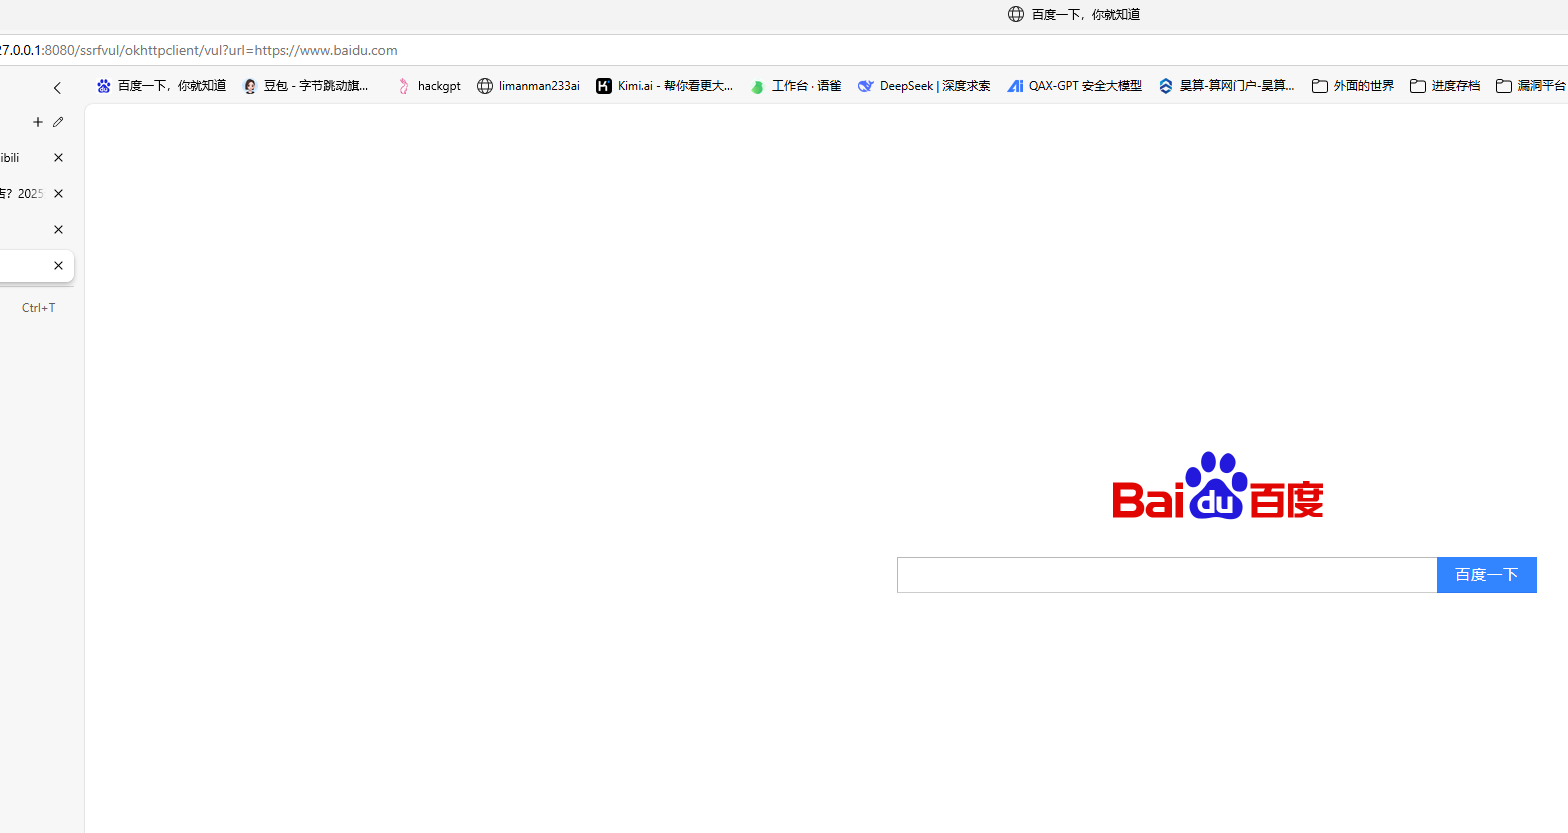 百度一下，你就知道
27.0.0.1:8080/ssrfvul/okhttpclient/vul?url=https://www.baidu.com
百度一下，你就知道 豆包 - 字节跳动旗... hackgpt limanman233ai Kimi.ai - 帮你看更大... 工作台 · 语雀 DeepSeek | 深度求索 QAX-GPT 安全大模型 昊算-算网门户-昊算... 外面的世界 进度存档 漏洞平台
ibili
吉? 2025
Ctrl+T
Bai du 百度
百度一下